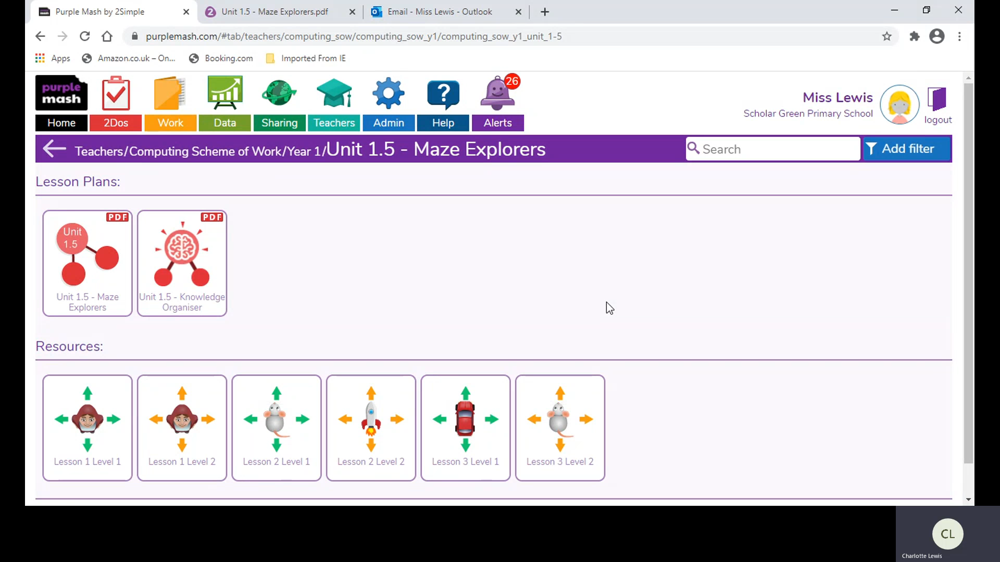 Purple Mash by 2Simple
Unit 1.5 - Maze Explorers.pdf
Email - Miss Lewis - Outlook
purplemash.com/#tab/teachers/computing_sow/computing_sow_y1/computing_sow_y1_unit_1-5
Apps
Amazon.co.uk – On...
Booking.com
Imported From IE
purple
mash
26
Home
2Dos
Work
Data
Sharing
Teachers
Admin
Help
Alerts
Miss Lewis
Scholar Green Primary School
logout
Teachers/Computing Scheme of Work/Year 1/Unit 1.5 - Maze Explorers
Search
Add filter
Lesson Plans:
PDF
Unit
1.5
Unit 1.5 - Maze
Explorers
PDF
Unit 1.5 - Knowledge
Organiser
Resources:
Lesson 1 Level 1
Lesson 1 Level 2
Lesson 2 Level 1
Lesson 2 Level 2
Lesson 3 Level 1
Lesson 3 Level 2
CL
Charlotte Lewis